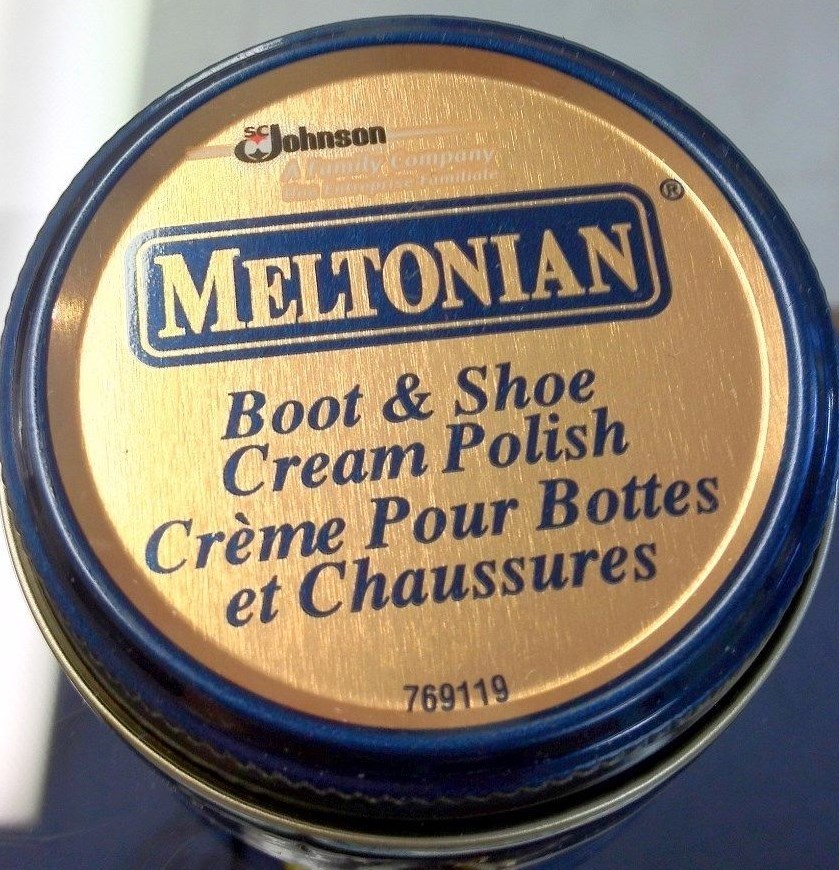 SC Johnson
A Family Company
Une Entreprise Familiale
MELTONIAN®
Boot & Shoe
Cream Polish
Crème Pour Bottes
et Chaussures
769119